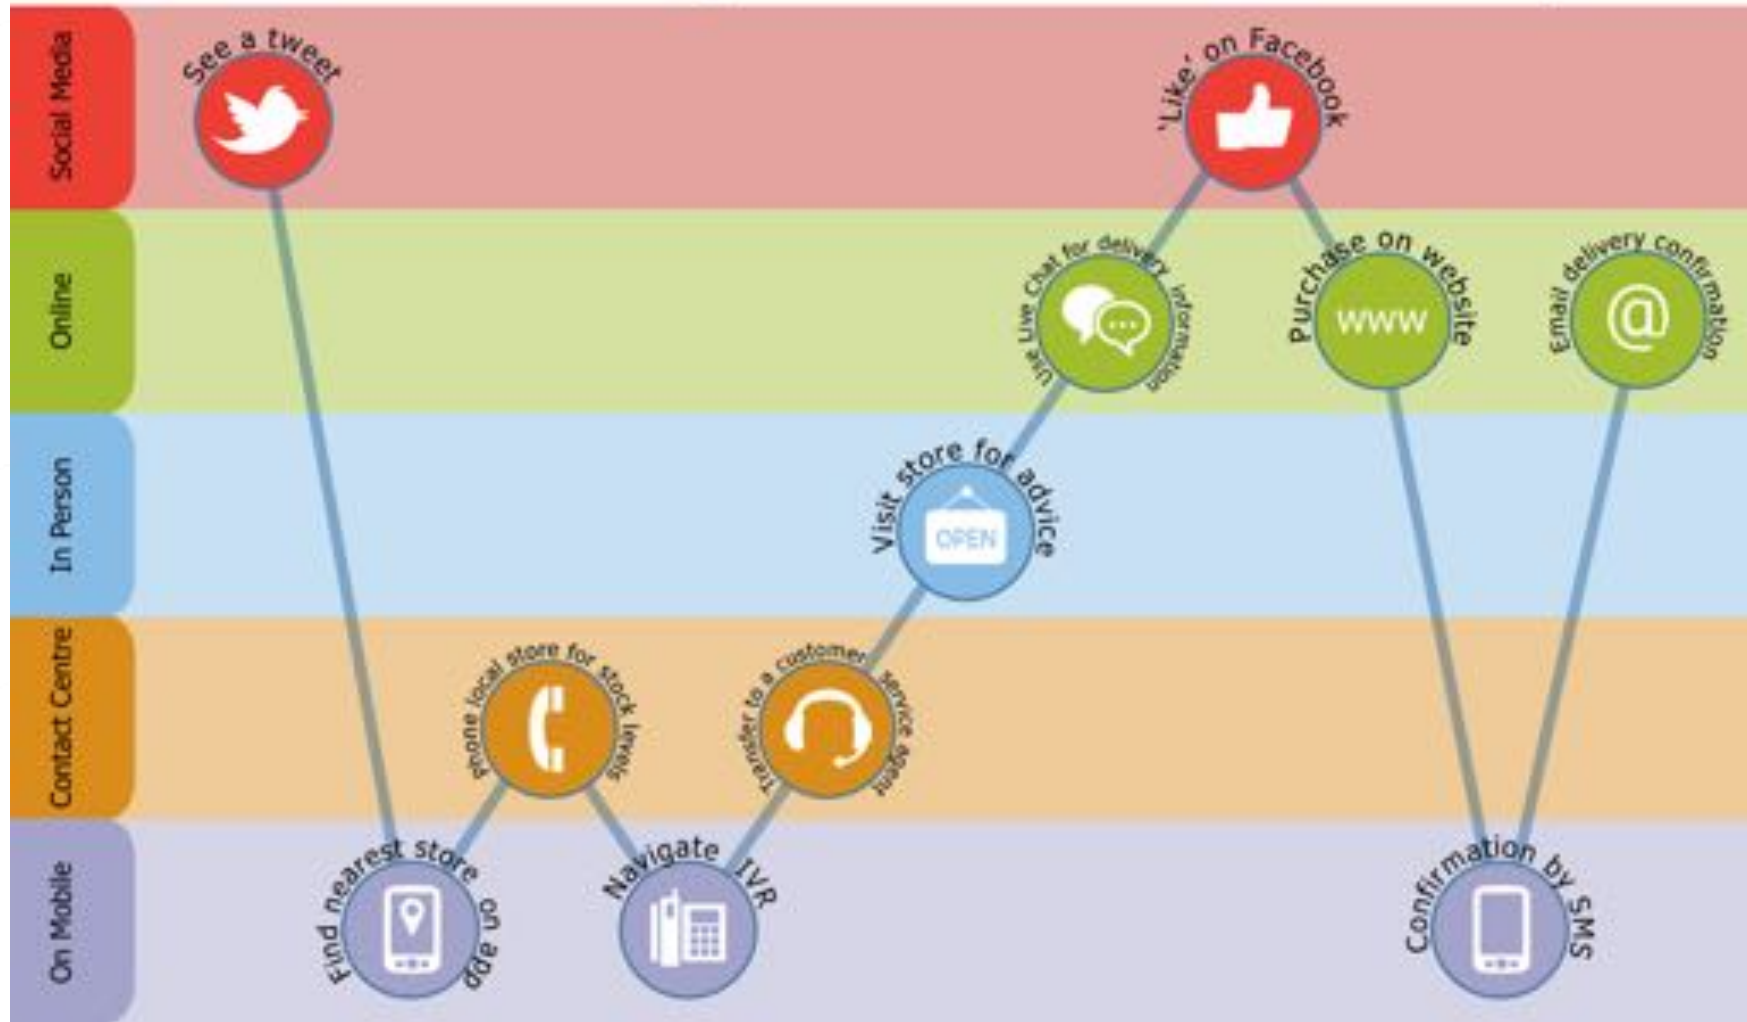 Social Media
See a tweet
'Like' on Facebook
Online
Use Live Chat for delivery information
Purchase on website
www
Email delivery confirmation
@
In Person
Visit store for advice
OPEN
Contact Centre
Phone local store for stock levels
Transfer to a customer service agent
On Mobile
Find nearest store on app
Navigate IVR
Confirmation by SMS